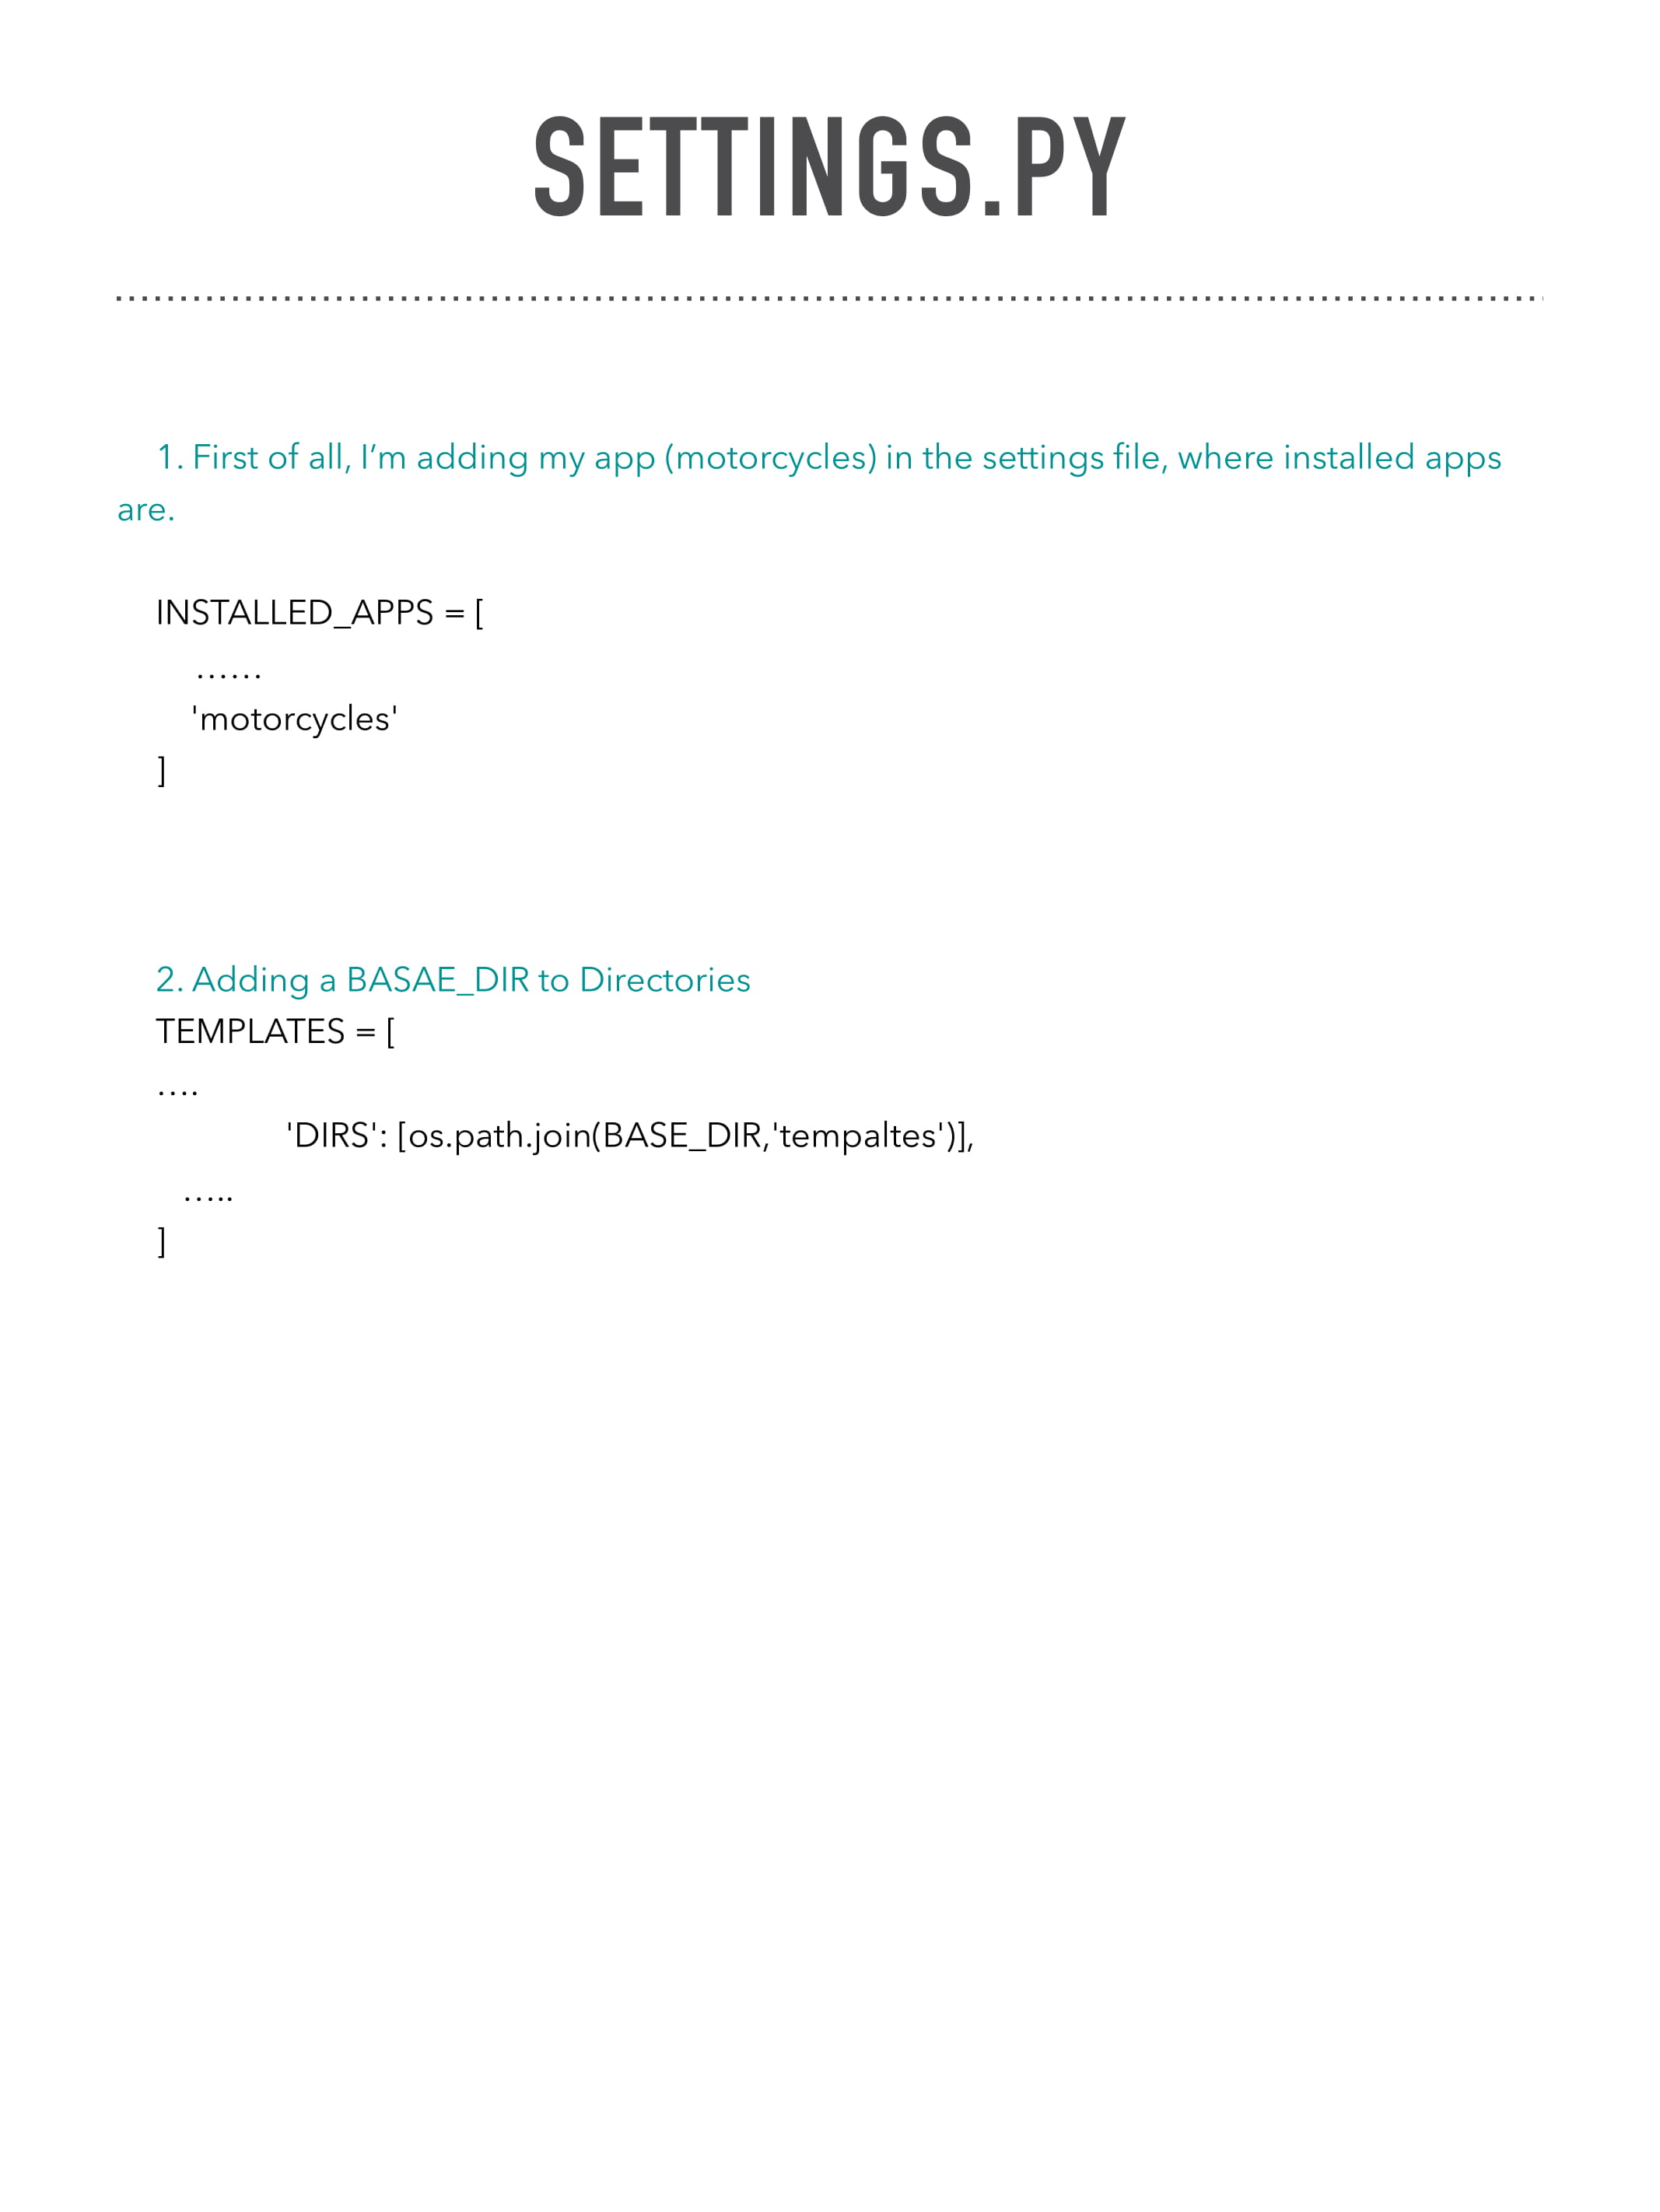 SETTINGS.PY
1. First of all, I’m adding my app (motorcycles) in the settings file, where installed apps
are.
INSTALLED_APPS = [
……
'motorcycles'
]
2. Adding a BASAE_DIR to Directories
TEMPLATES = [
….
'DIRS': [os.path.join(BASE_DIR,'tempaltes')],
…..
]